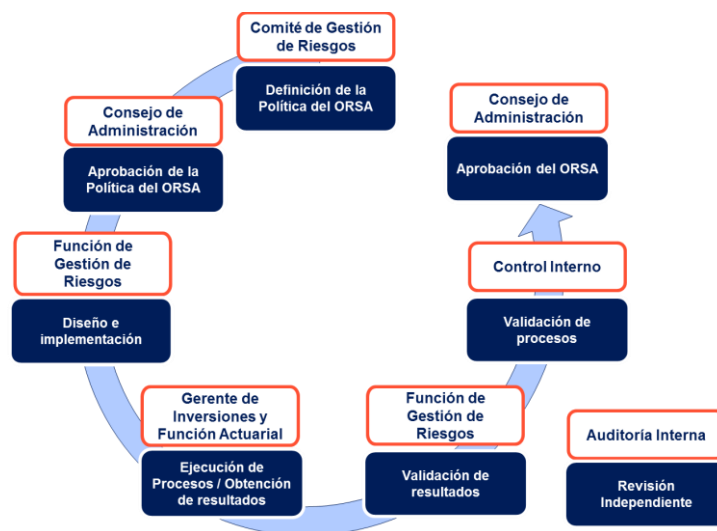 Comité de Gestión
de Riesgos
Definición de la
Política del ORSA
Consejo de
Administración
Aprobación de la
Política del ORSA
Función de
Gestión de
Riesgos
Diseño e
implementación
Gerente de
Inversiones y
Función Actuarial
Ejecución de
Procesos / Obtención
de resultados
Función de
Gestión de
Riesgos
Validación de
resultados
Control Interno
Validación de
procesos
Consejo de
Administración
Aprobación del ORSA
Auditoría Interna
Revisión
Independiente